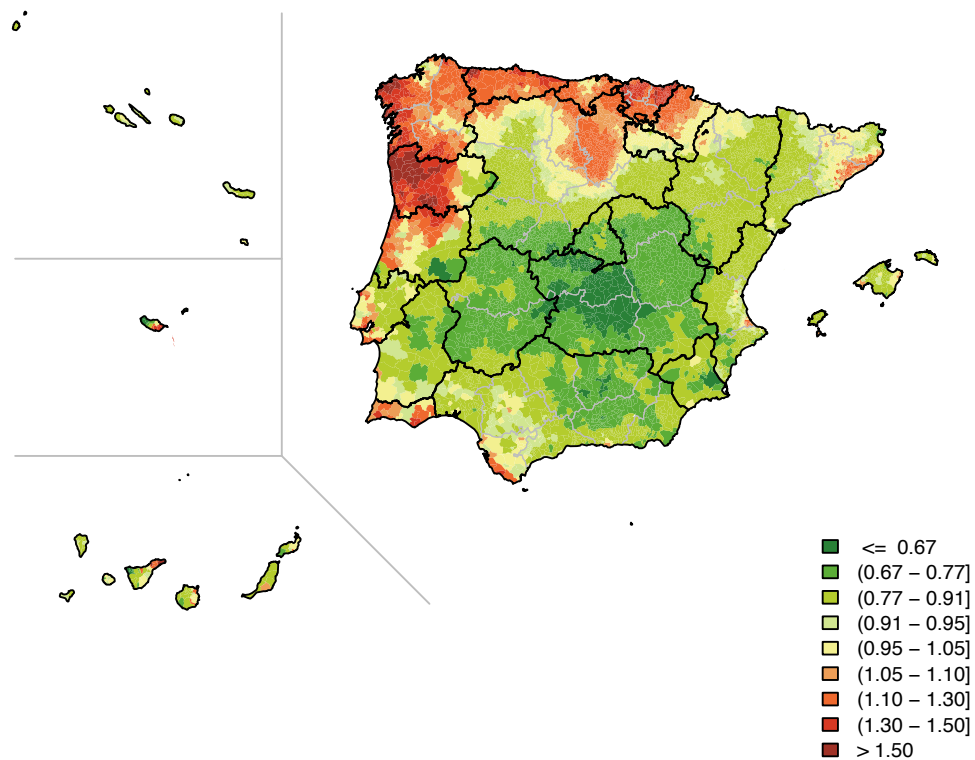 <= 0.67
(0.67 − 0.77]
(0.77 − 0.91]
(0.91 − 0.95]
(0.95 − 1.05]
(1.05 − 1.10]
(1.10 − 1.30]
(1.30 − 1.50]
> 1.50